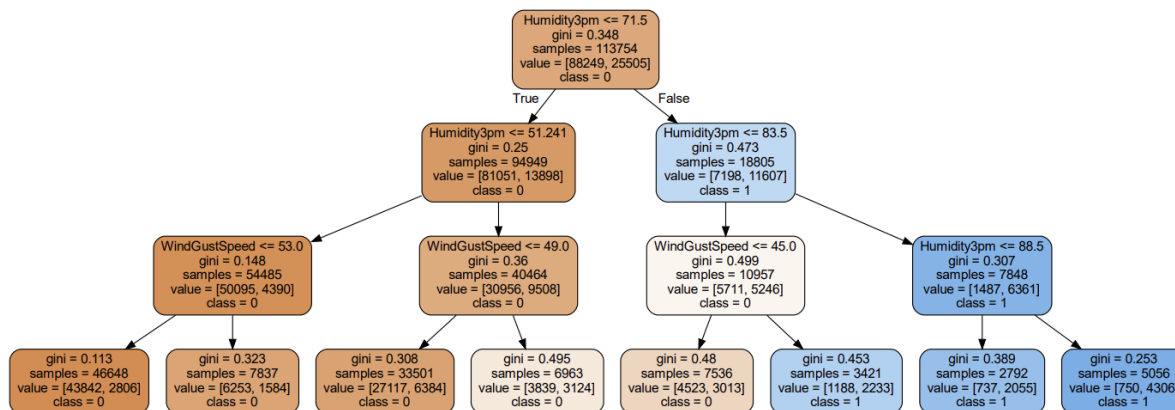 Humidity3pm <= 71.5
gini = 0.348
samples = 113754
value = [88249, 25505]
class = 0
True
False
Humidity3pm <= 51.241
gini = 0.25
samples = 94949
value = [81051, 13898]
class = 0
Humidity3pm <= 83.5
gini = 0.473
samples = 18805
value = [7198, 11607]
class = 1
WindGustSpeed <= 53.0
gini = 0.148
samples = 54485
value = [50095, 4390]
class = 0
WindGustSpeed <= 49.0
gini = 0.36
samples = 40464
value = [30956, 9508]
class = 0
WindGustSpeed <= 45.0
gini = 0.499
samples = 10957
value = [5711, 5246]
class = 0
Humidity3pm <= 88.5
gini = 0.307
samples = 7848
value = [1487, 6361]
class = 1
gini = 0.113
samples = 46648
value = [43842, 2806]
class = 0
gini = 0.323
samples = 7837
value = [6253, 1584]
class = 0
gini = 0.308
samples = 33501
value = [27117, 6384]
class = 0
gini = 0.495
samples = 6963
value = [3839, 3124]
class = 0
gini = 0.48
samples = 7536
value = [4523, 3013]
class = 0
gini = 0.453
samples = 3421
value = [1188, 2233]
class = 1
gini = 0.389
samples = 2792
value = [737, 2055]
class = 1
gini = 0.253
samples = 5056
value = [750, 4306]
class = 1